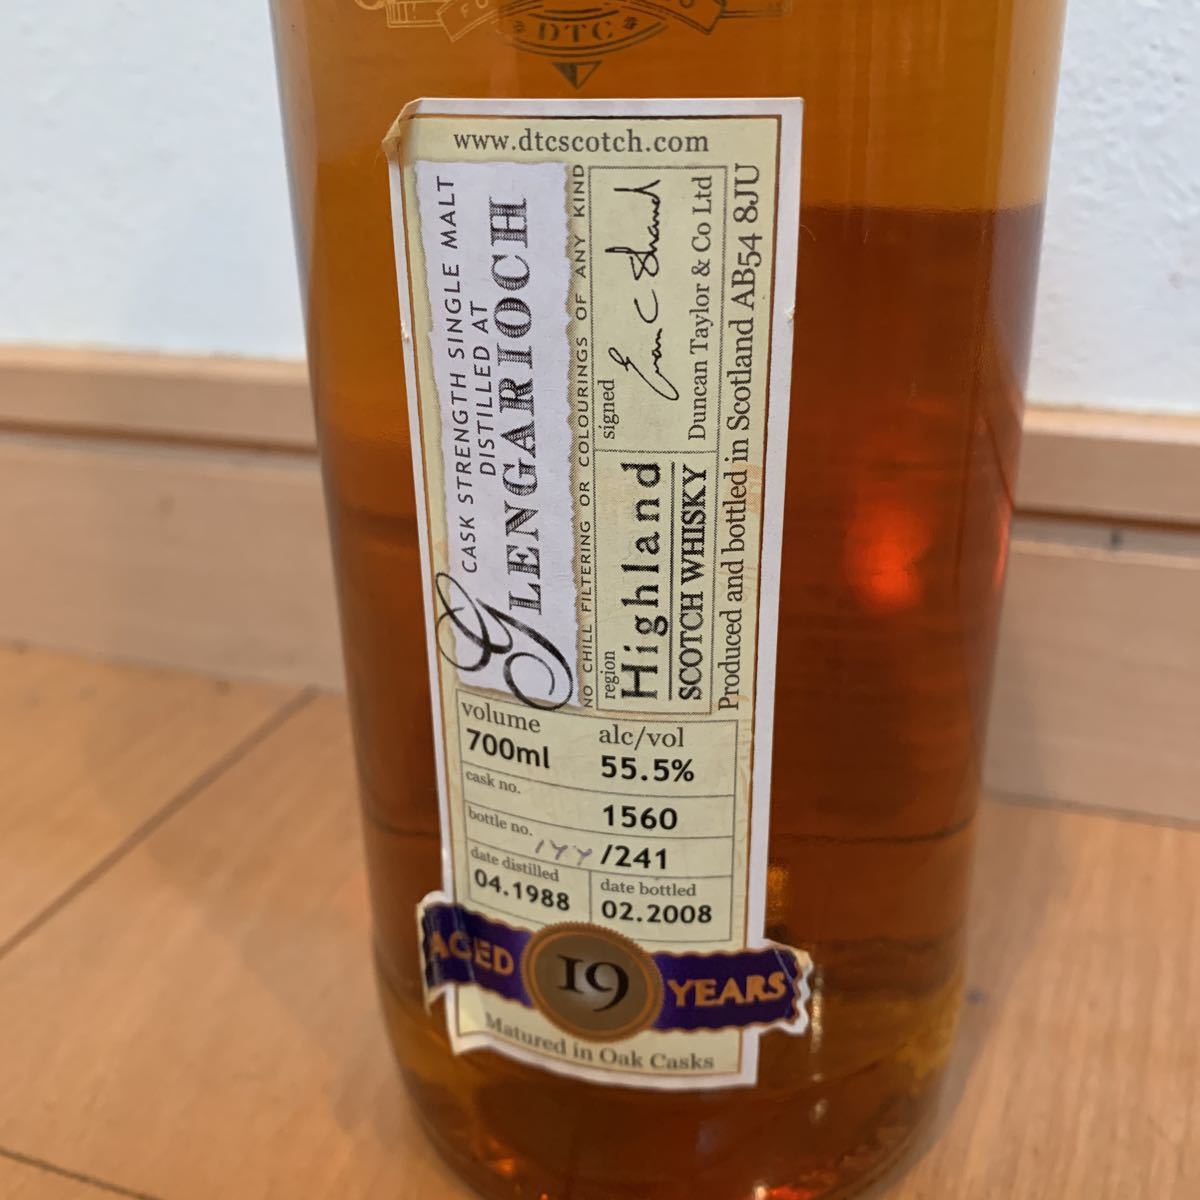 DTC
www.dtcscotch.com
CASK STRENGTH SINGLE MALT
DISTILLED AT
GLENGARIOCH
NO CHILL FILTERING OR COLOURINGS OF ANY KIND
region
Highland
SCOTCH WHISKY
signed
Euan C Shand
Duncan Taylor & Co Ltd
Produced and bottled in Scotland AB54 8JU
volume
700ml
alc/vol
55.5%
cask no.
1560
bottle no.
/241
date distilled
04.1988
date bottled
02.2008
AGED 19 YEARS
Matured in Oak Casks